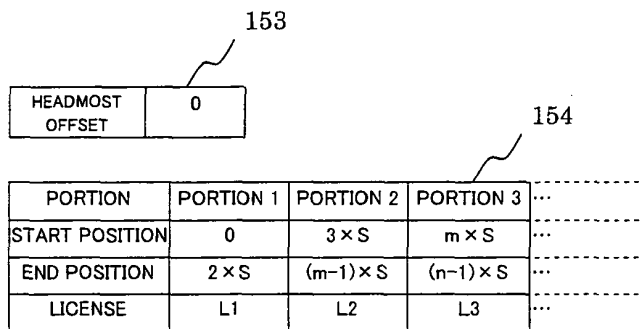 153
HEADMOST OFFSET 0
154
PORTION PORTION 1 PORTION 2 PORTION 3 ...
START POSITION 0 3 × S m × S ...
END POSITION 2 × S (m-1) × S (n-1) × S ...
LICENSE L1 L2 L3 ...